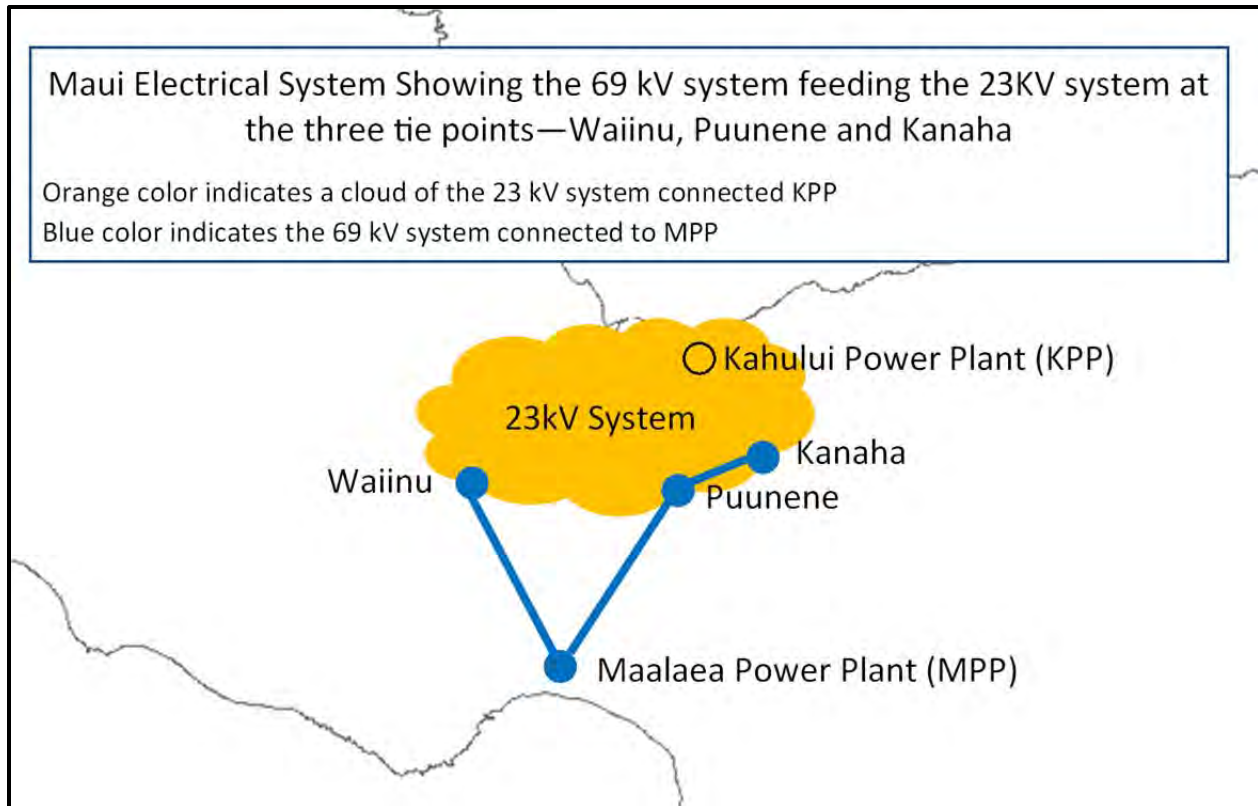 Maui Electrical System Showing the 69 kV system feeding the 23KV system at
the three tie points—Waiinu, Puunene and Kanaha
Orange color indicates a cloud of the 23 kV system connected KPP
Blue color indicates the 69 kV system connected to MPP
Kahului Power Plant (KPP)
23kV System
Kanaha
Waiinu
Puunene
Maalaea Power Plant (MPP)